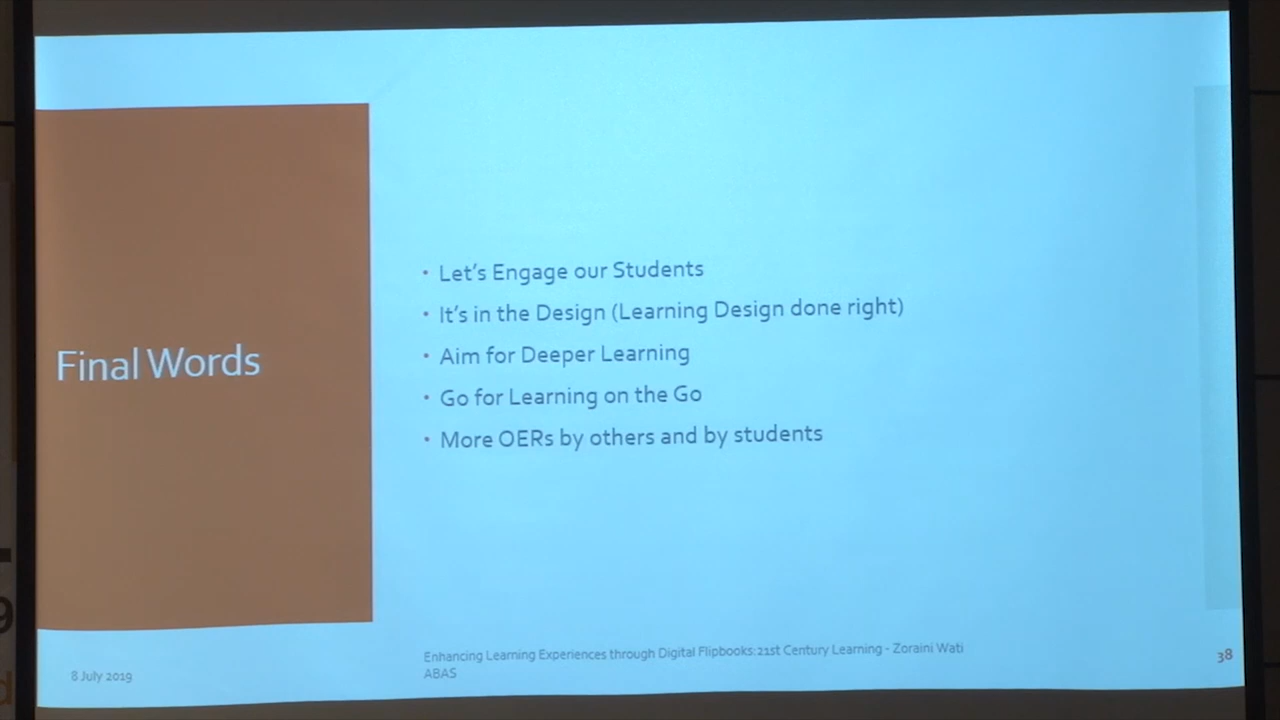 Final Words
• Let's Engage our Students
• It's in the Design (Learning Design done right)
• Aim for Deeper Learning
• Go for Learning on the Go
• More OERs by others and by students
8 July 2019
Enhancing Learning Experiences through Digital Flipbooks:21st Century Learning - Zoraini Wati
ABAS
38
9
d